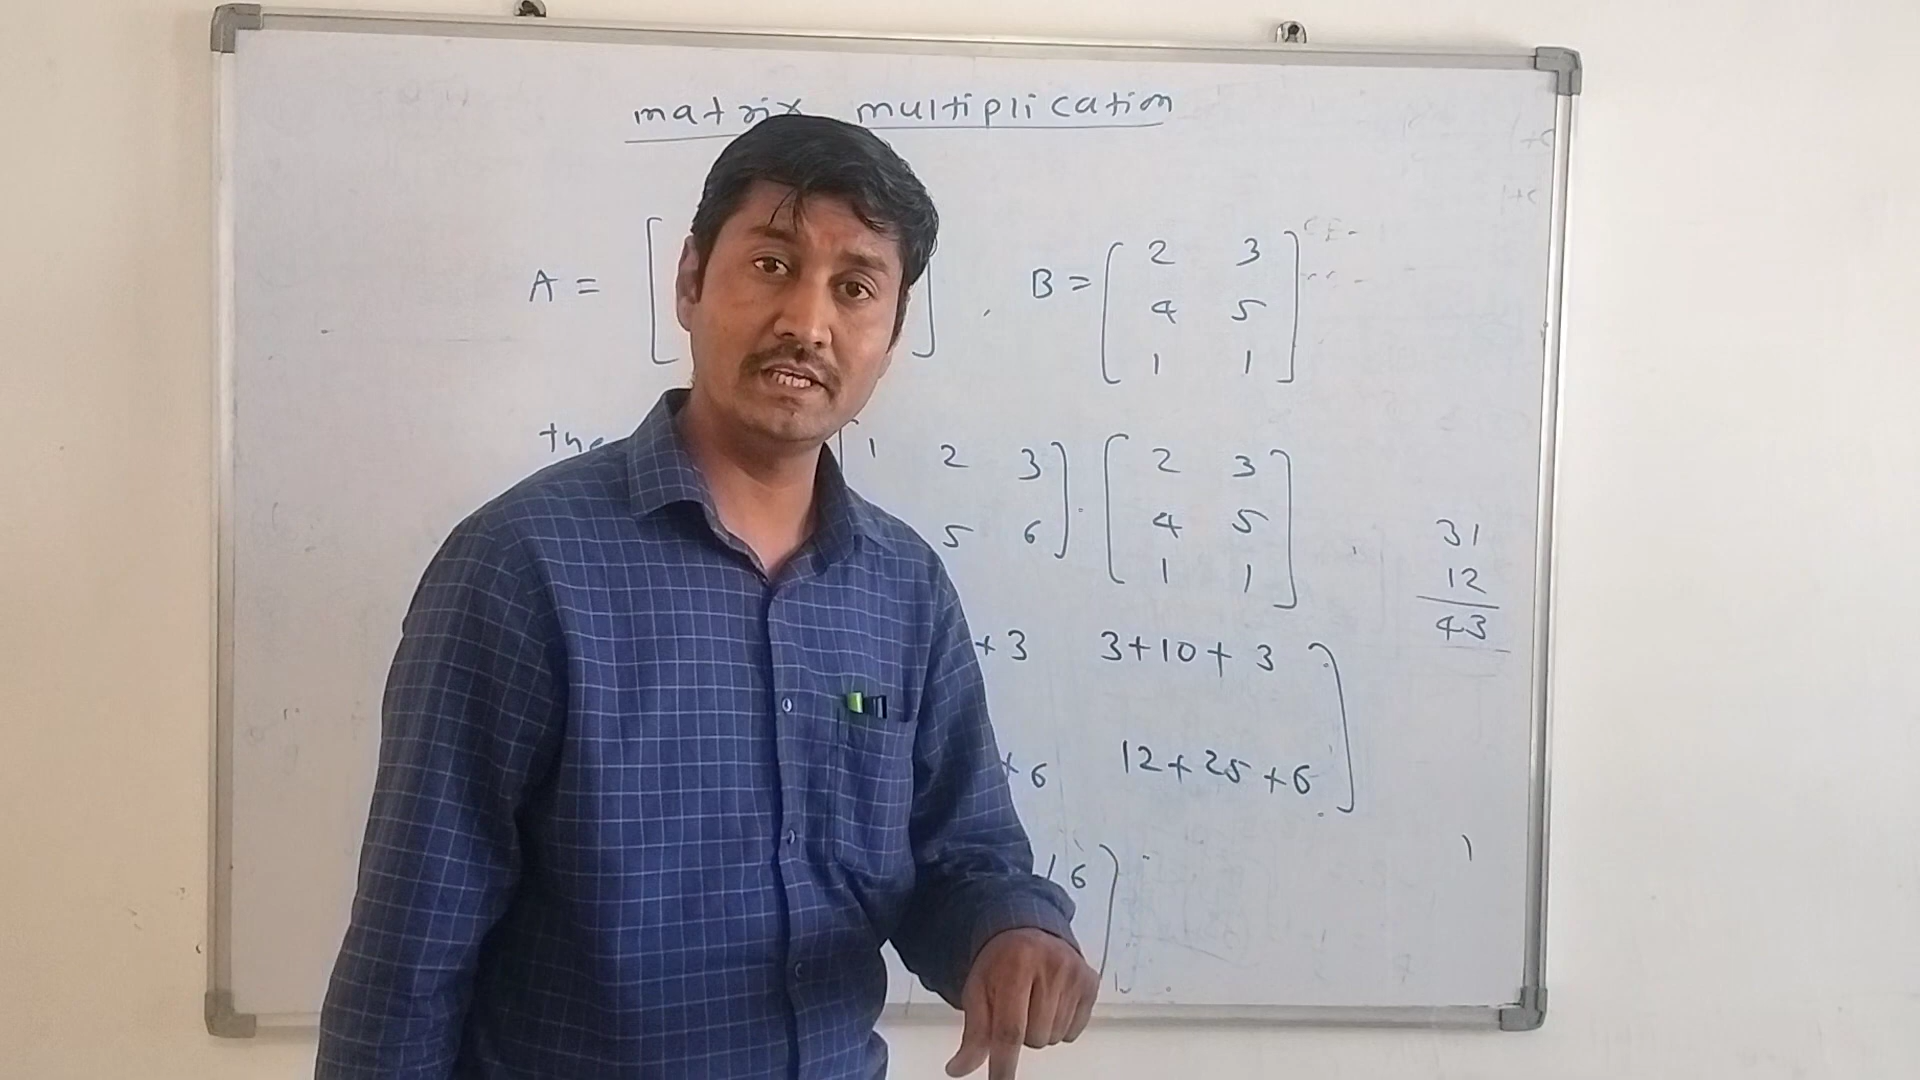 matrix multiplication
A = [ ] , B = [ 2 3
4 5
1 1 ]
the [ 1 2 3 ] . [ 2 3
5 6 4 5
1 1 ]
+ 3 3+10+ 3 ]
+ 6 12+25+6
16 ]
31
12
43